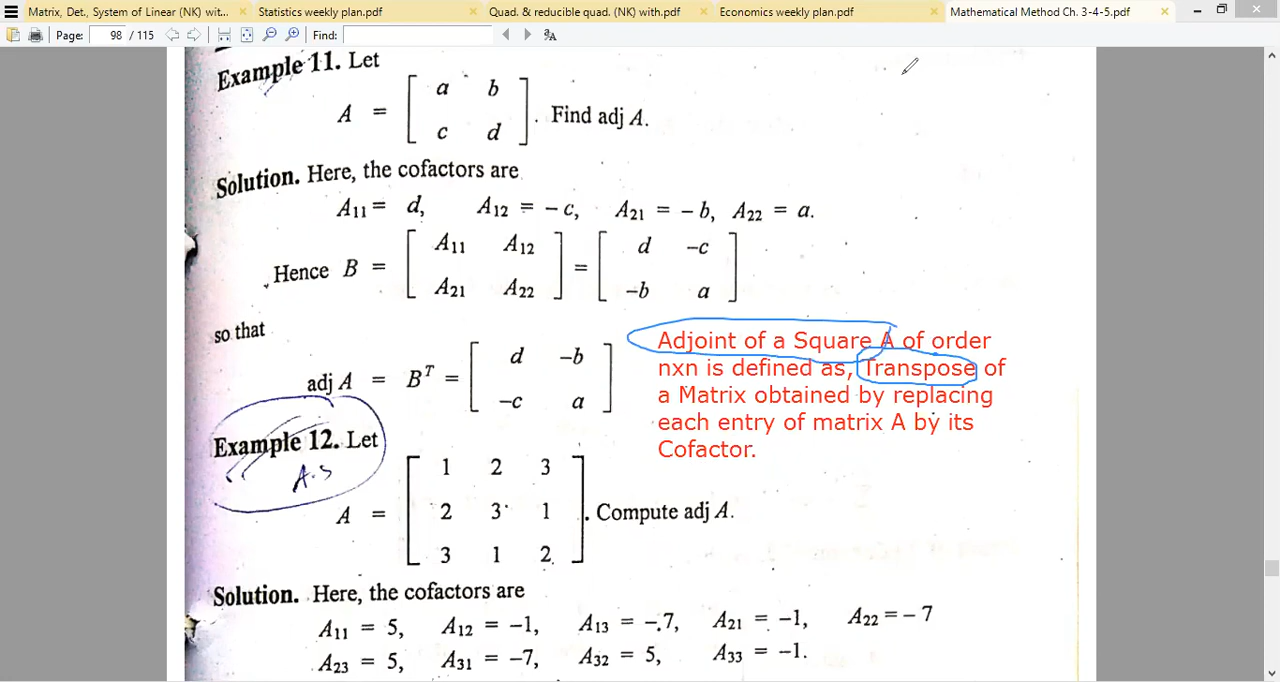 Matrix, Det., System of Linear (NK) wit... Statistics weekly plan.pdf Quad. & reducible quad. (NK) with.pdf Economics weekly plan.pdf Mathematical Method Ch. 3-4-5.pdf
Page: 98 / 115 Find:
Example 11. Let
A = [ a b
c d ] . Find adj A.
Solution. Here, the cofactors are
A11 = d, A12 = – c, A21 = – b, A22 = a.
Hence B = [ A11 A12 ] = [ d –c ]
[ A21 A22 ] [ –b a ]
so that
adj A = B^T = [ d –b
–c a ]
Adjoint of a Square A of order
nxn is defined as, Transpose of
a Matrix obtained by replacing
each entry of matrix A by its
Cofactor.
Example 12. Let
A.S
A = [ 1 2 3
2 3 1
3 1 2 ] . Compute adj A.
Solution. Here, the cofactors are
A11 = 5, A12 = –1, A13 = –7, A21 = –1, A22 = – 7
A23 = 5, A31 = –7, A32 = 5, A33 = –1.